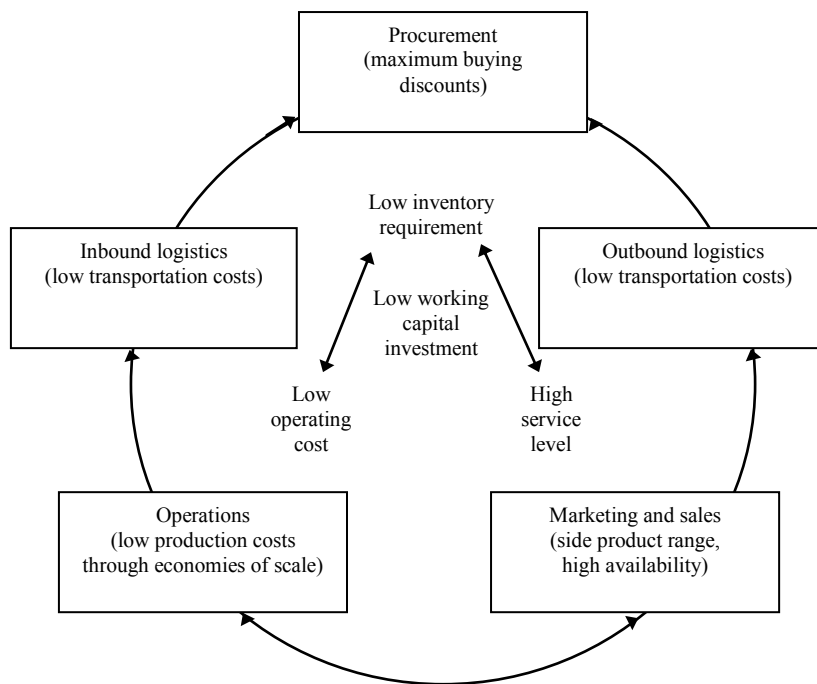 Procurement
(maximum buying
discounts)
Low inventory
requirement
Inbound logistics
(low transportation costs)
Outbound logistics
(low transportation costs)
Low working
capital
investment
Low
operating
cost
High
service
level
Operations
(low production costs
through economies of scale)
Marketing and sales
(side product range,
high availability)